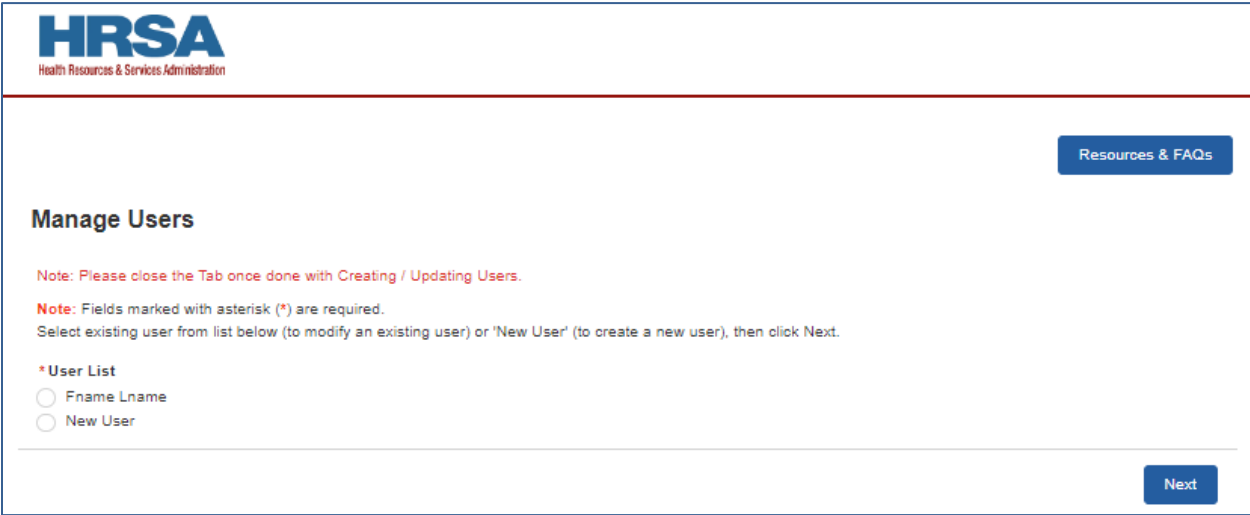 HRSA
Health Resources & Services Administration
Resources & FAQs
Manage Users
Note: Please close the Tab once done with Creating / Updating Users.
Note: Fields marked with asterisk (*) are required.
Select existing user from list below (to modify an existing user) or 'New User' (to create a new user), then click Next.
*User List
Fname Lname
New User
Next